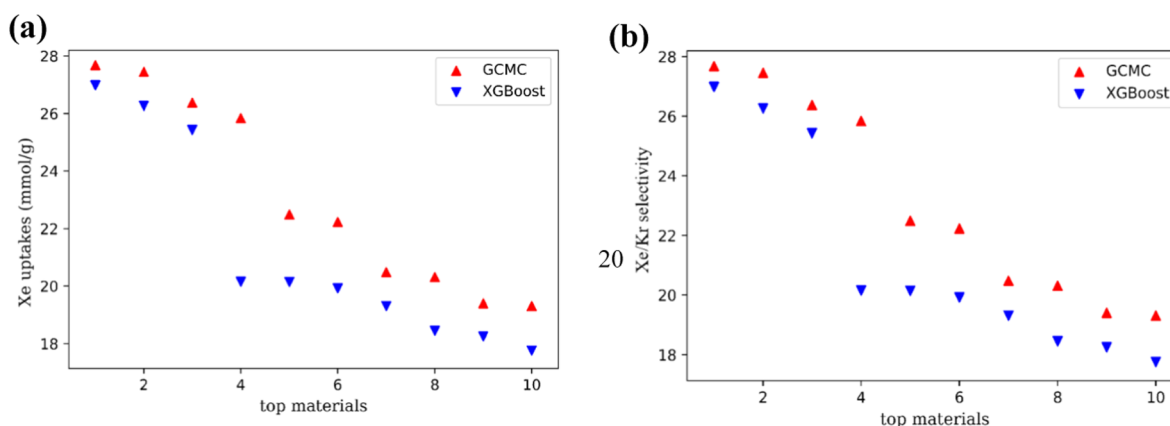 (a)
28
26
24
22
20
18
Xe uptakes (mmol/g)
GCMC
XGBoost
2
4
6
8
10
top materials
(b)
28
26
24
22
20
18
20
Xe/Kr selectivity
GCMC
XGBoost
2
4
6
8
10
top materials